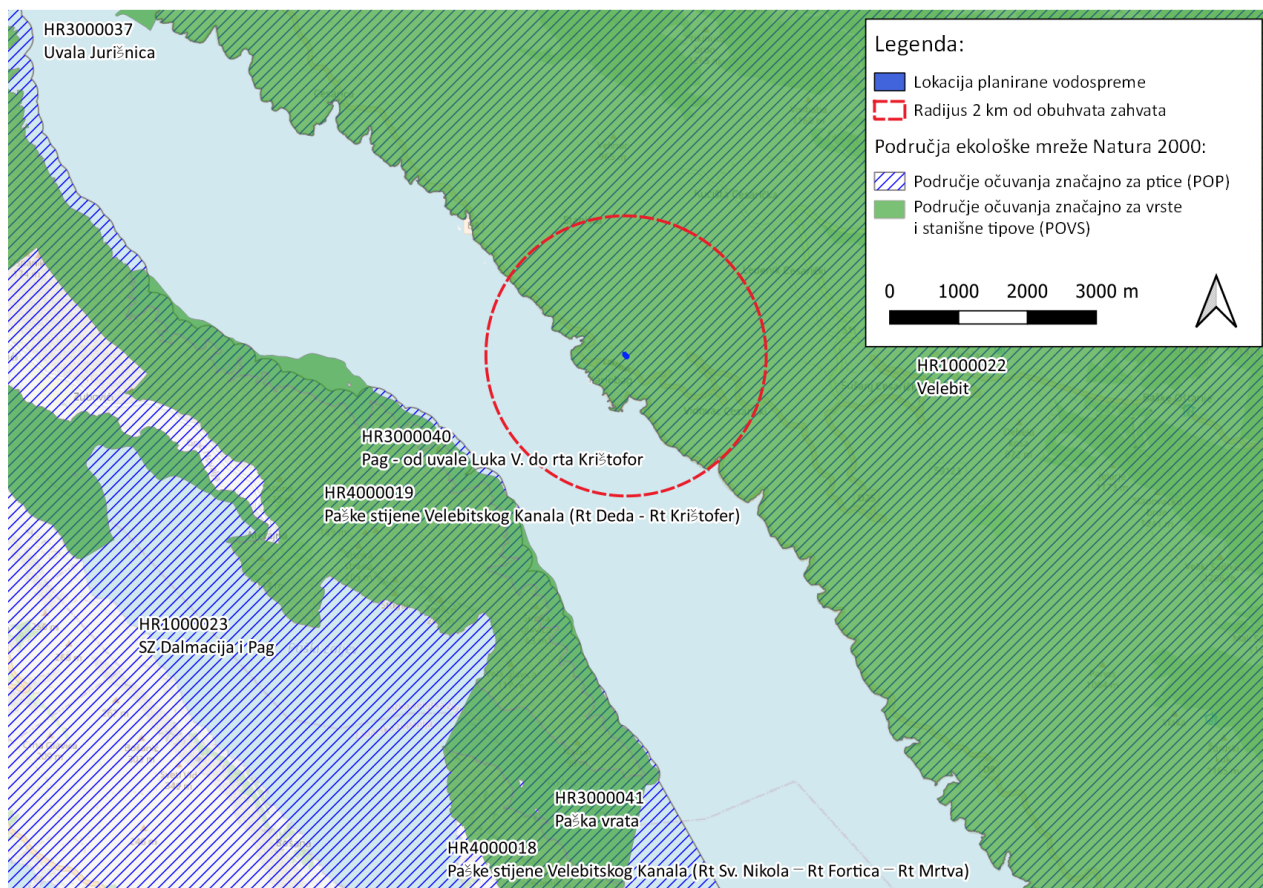 HR3000037
Uvala Jurišnica
Legenda:
Lokacija planirane vodospreme
Radijus 2 km od obuhvata zahvata
Područja ekološke mreže Natura 2000:
Područje očuvanja značajno za ptice (POP)
Područje očuvanja značajno za vrste
i stanišne tipove (POVS)
0 1000 2000 3000 m
HR1000022
Velebit
HR3000040
Pag - od uvale Luka V. do rta Krištofor
HR4000019
Paške stijene Velebitskog Kanala (Rt Deda - Rt Krištofer)
HR1000023
SZ Dalmacija i Pag
HR3000041
Paška vrata
HR4000018
Paške stijene Velebitskog Kanala (Rt Sv. Nikola – Rt Fortica – Rt Mrtva)